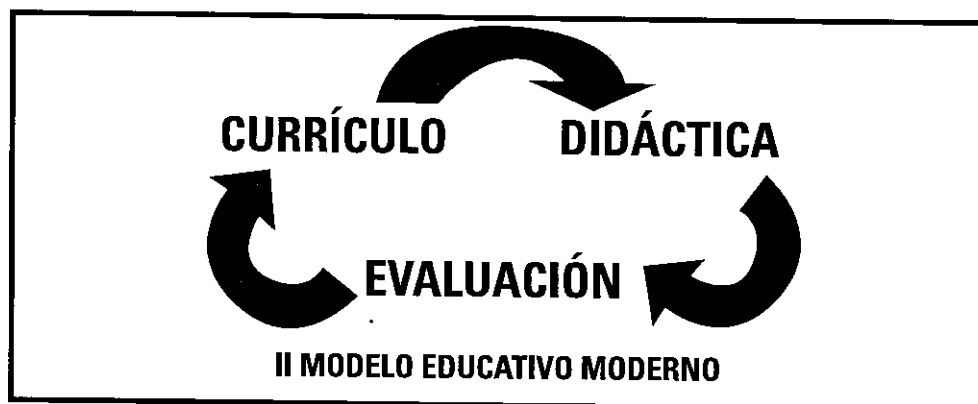 CURRÍCULO DIDÁCTICA
EVALUACIÓN
II MODELO EDUCATIVO MODERNO